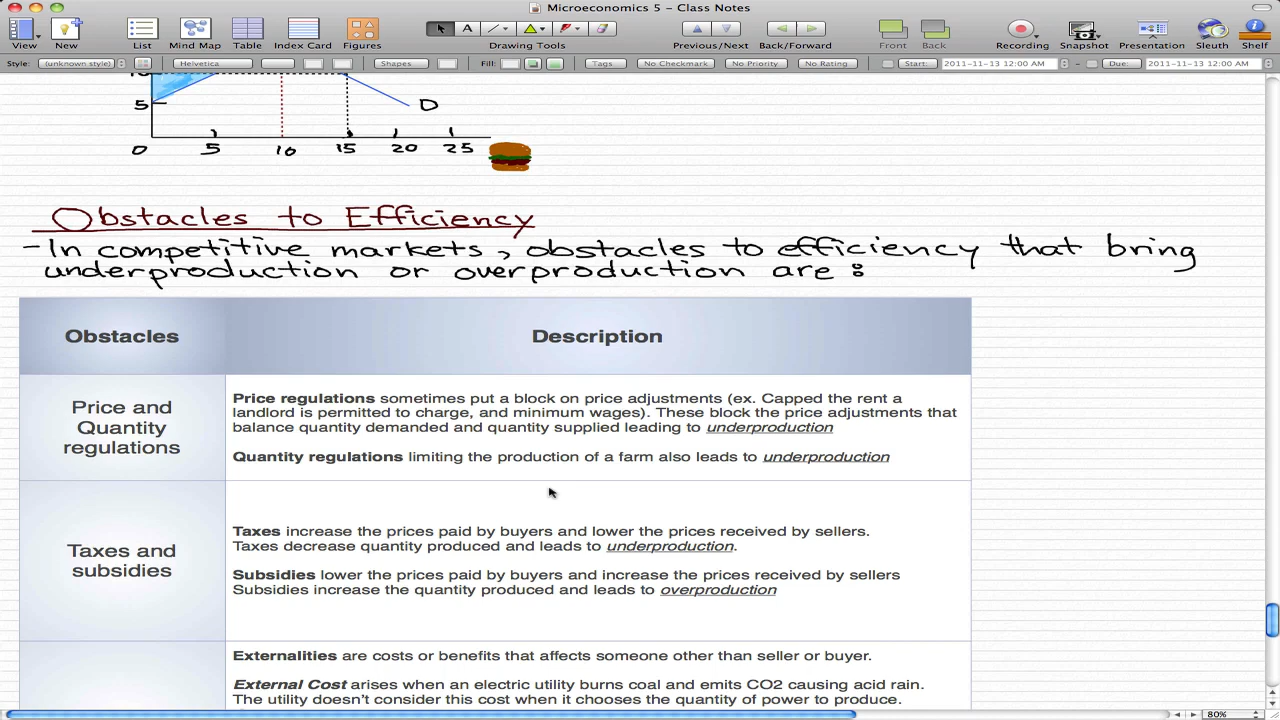 Microeconomics 5 – Class Notes
View New List Mind Map Table Index Card Figures Drawing Tools Previous/Next Back/Forward Front Back Recording Snapshot Presentation Sleuth Shelf
Style: (unknown style) Helvetica Shapes Fill: Tags No Checkmark No Priority No Rating Start: 2011-11-13 12:00 AM Due: 2011-11-13 12:00 AM
5 D
0 5 10 15 20 25
Obstacles to Efficiency
- In competitive markets, obstacles to efficiency that bring
underproduction or overproduction are:
Obstacles Description
Price and
Quantity
regulations
Price regulations sometimes put a block on price adjustments (ex. Capped the rent a
landlord is permitted to charge, and minimum wages). These block the price adjustments that
balance quantity demanded and quantity supplied leading to underproduction
Quantity regulations limiting the production of a farm also leads to underproduction
Taxes and
subsidies
Taxes increase the prices paid by buyers and lower the prices received by sellers.
Taxes decrease quantity produced and leads to underproduction.
Subsidies lower the prices paid by buyers and increase the prices received by sellers
Subsidies increase the quantity produced and leads to overproduction
Externalities are costs or benefits that affects someone other than seller or buyer.
External Cost arises when an electric utility burns coal and emits CO2 causing acid rain.
The utility doesn't consider this cost when it chooses the quantity of power to produce.
80%